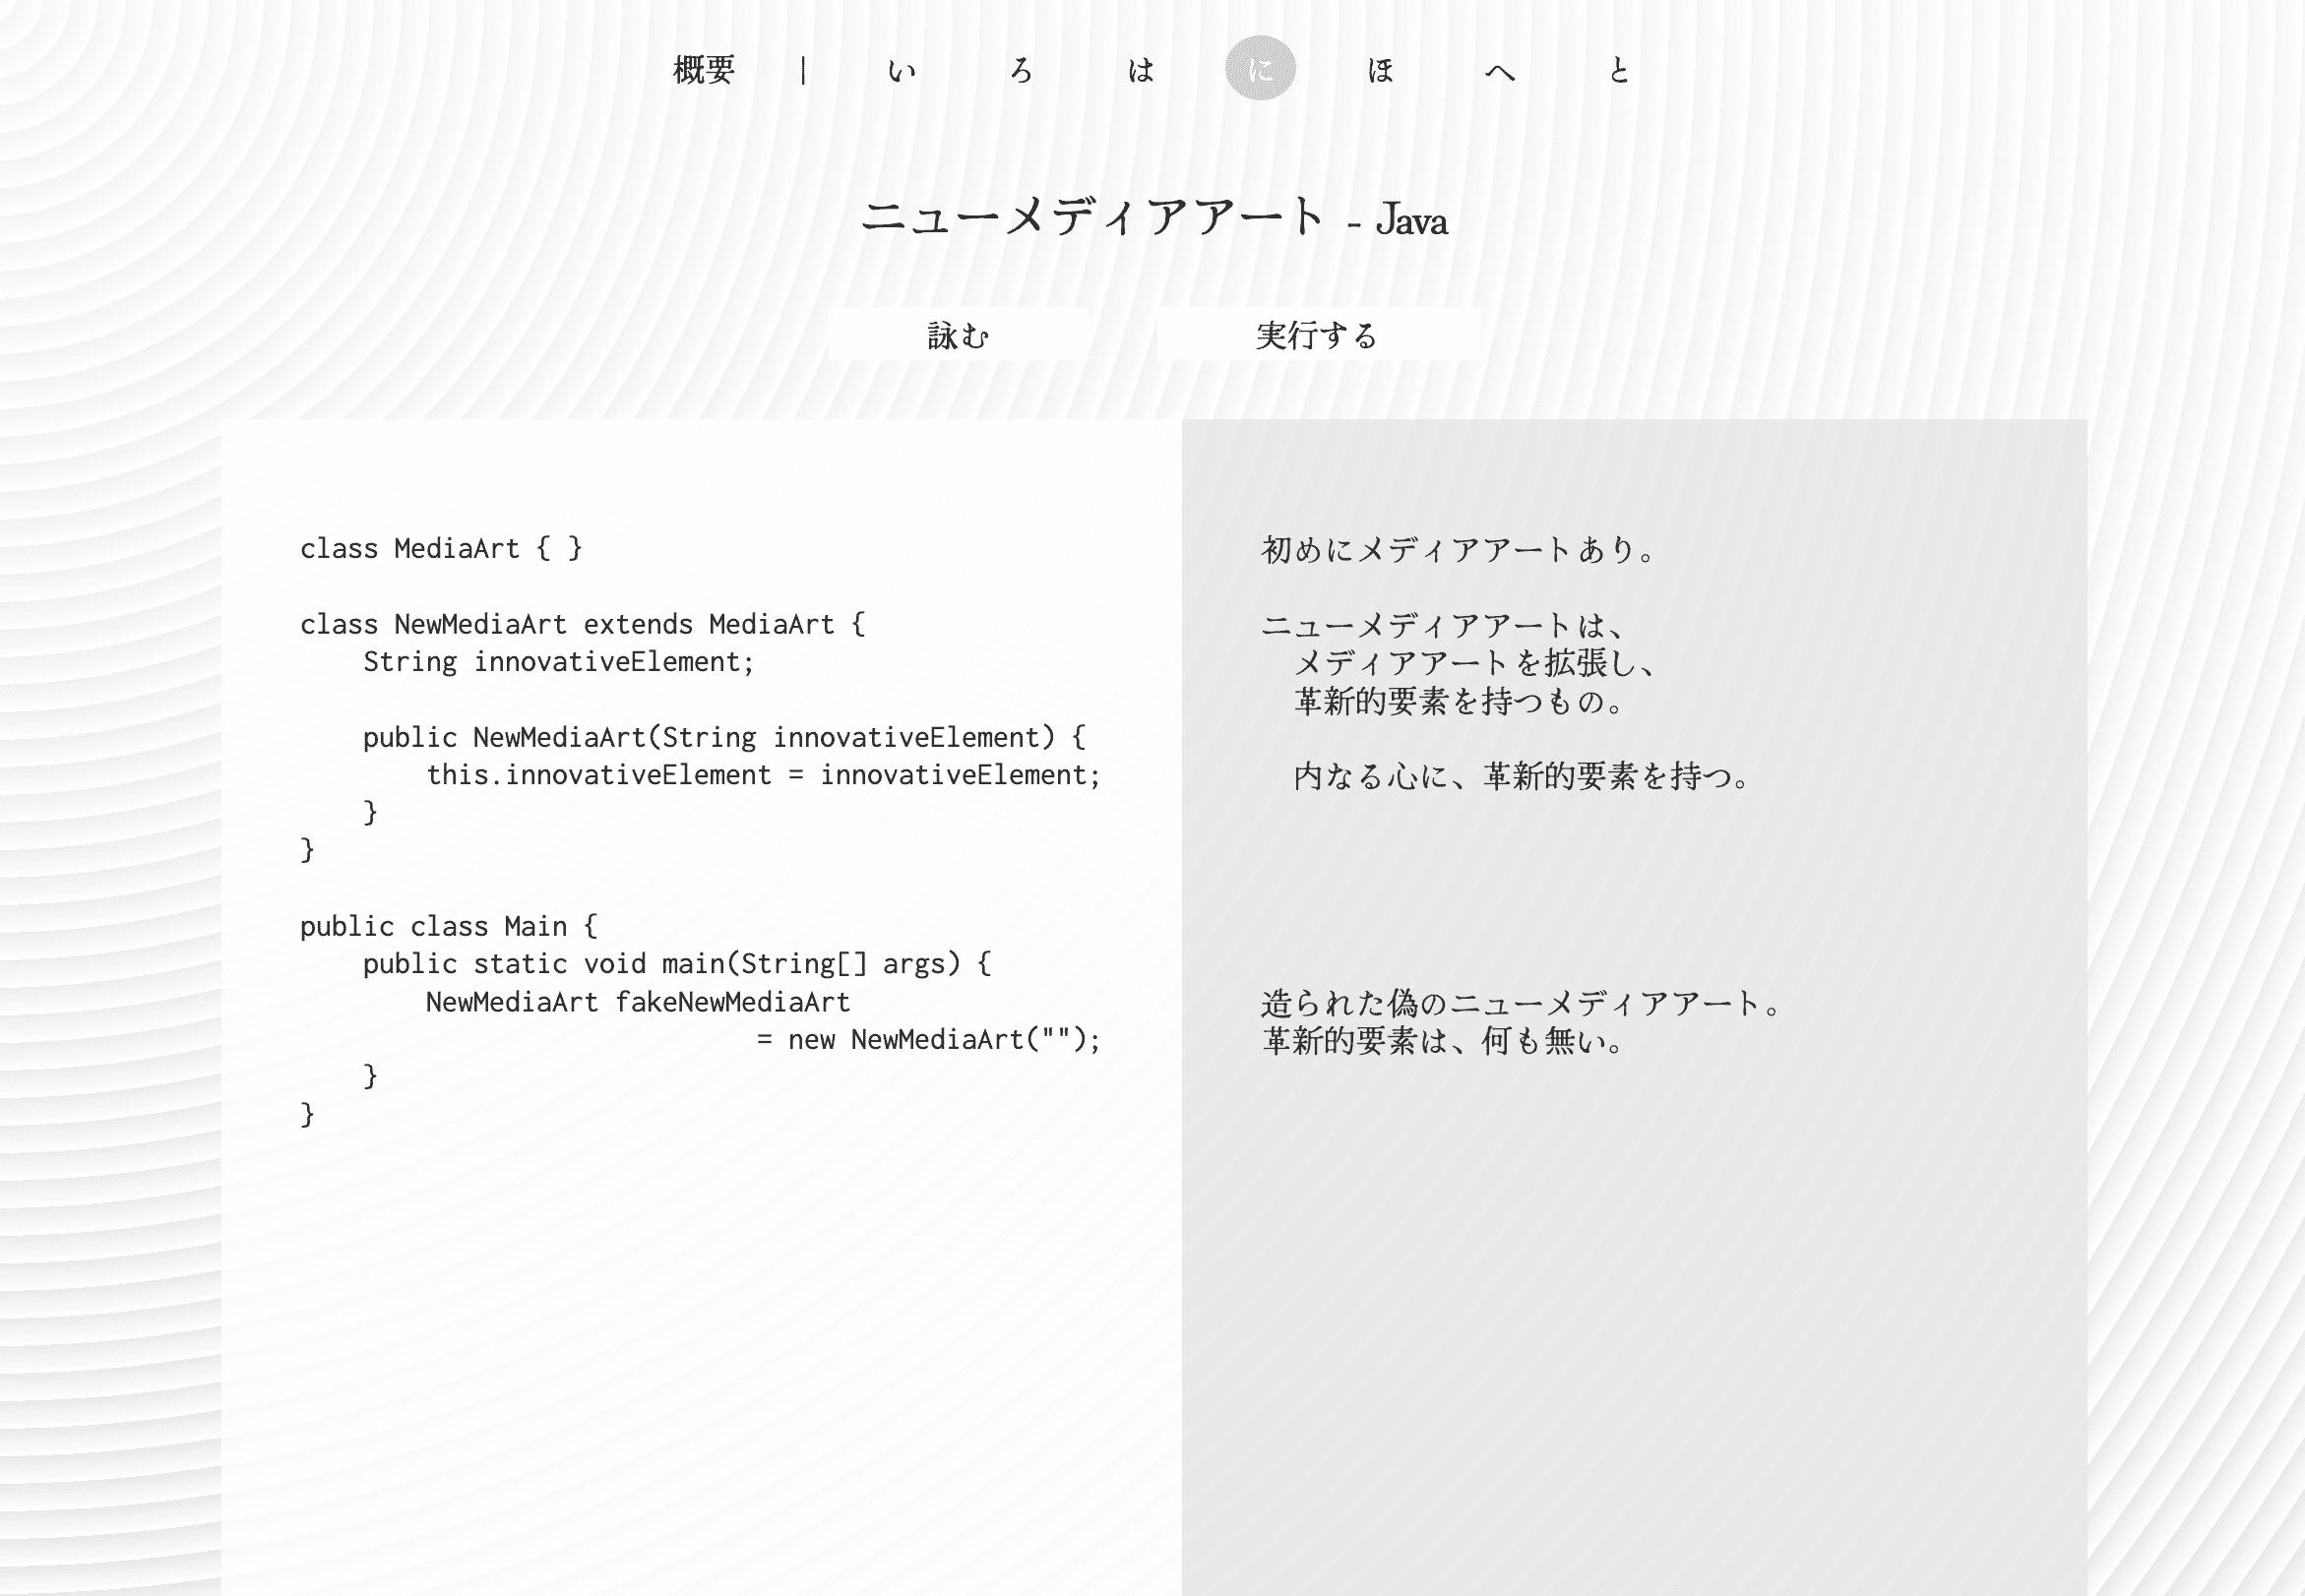 概要 | い ろ は に ほ へ と
ニューメディアアート - Java
詠む 実行する
class MediaArt { }
class NewMediaArt extends MediaArt {
    String innovativeElement;
    public NewMediaArt(String innovativeElement) {
        this.innovativeElement = innovativeElement;
    }
}
public class Main {
    public static void main(String[] args) {
        NewMediaArt fakeNewMediaArt
                             = new NewMediaArt("");
    }
}
初めにメディアアートあり。
ニューメディアアートは、
　メディアアートを拡張し、
　革新的要素を持つもの。
　内なる心に、革新的要素を持つ。
造られた偽のニューメディアアート。
革新的要素は、何も無い。